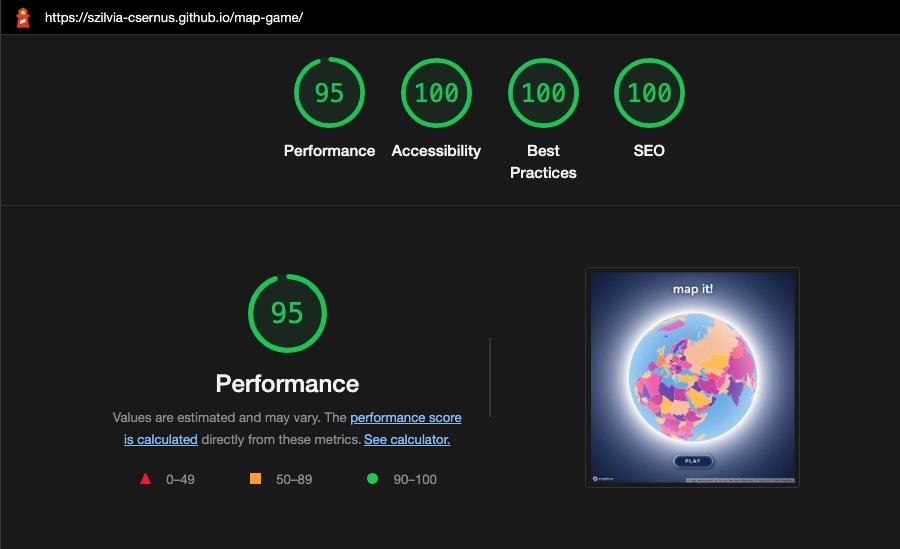 https://szilvia-csernus.github.io/map-game/
95
100
100
100
Performance
Accessibility
Best
Practices
SEO
95
Performance
Values are estimated and may vary. The performance score
is calculated directly from these metrics. See calculator.
0–49
50–89
90–100
map it!
PLAY